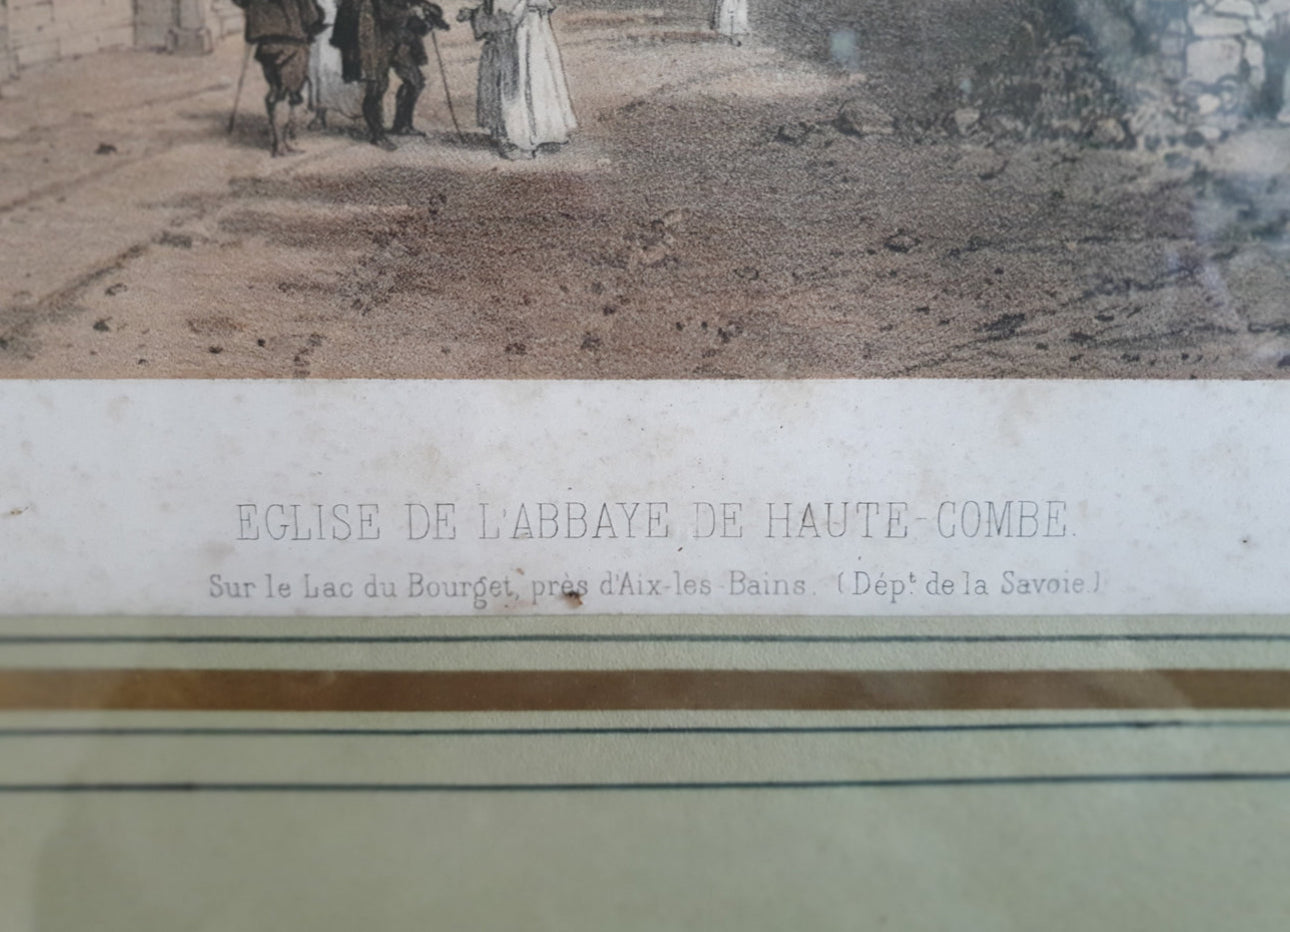 EGLISE DE L'ABBAYE DE HAUTE-COMBE.
Sur le Lac du Bourget, près d'Aix-les-Bains. (Dépt. de la Savoie.)